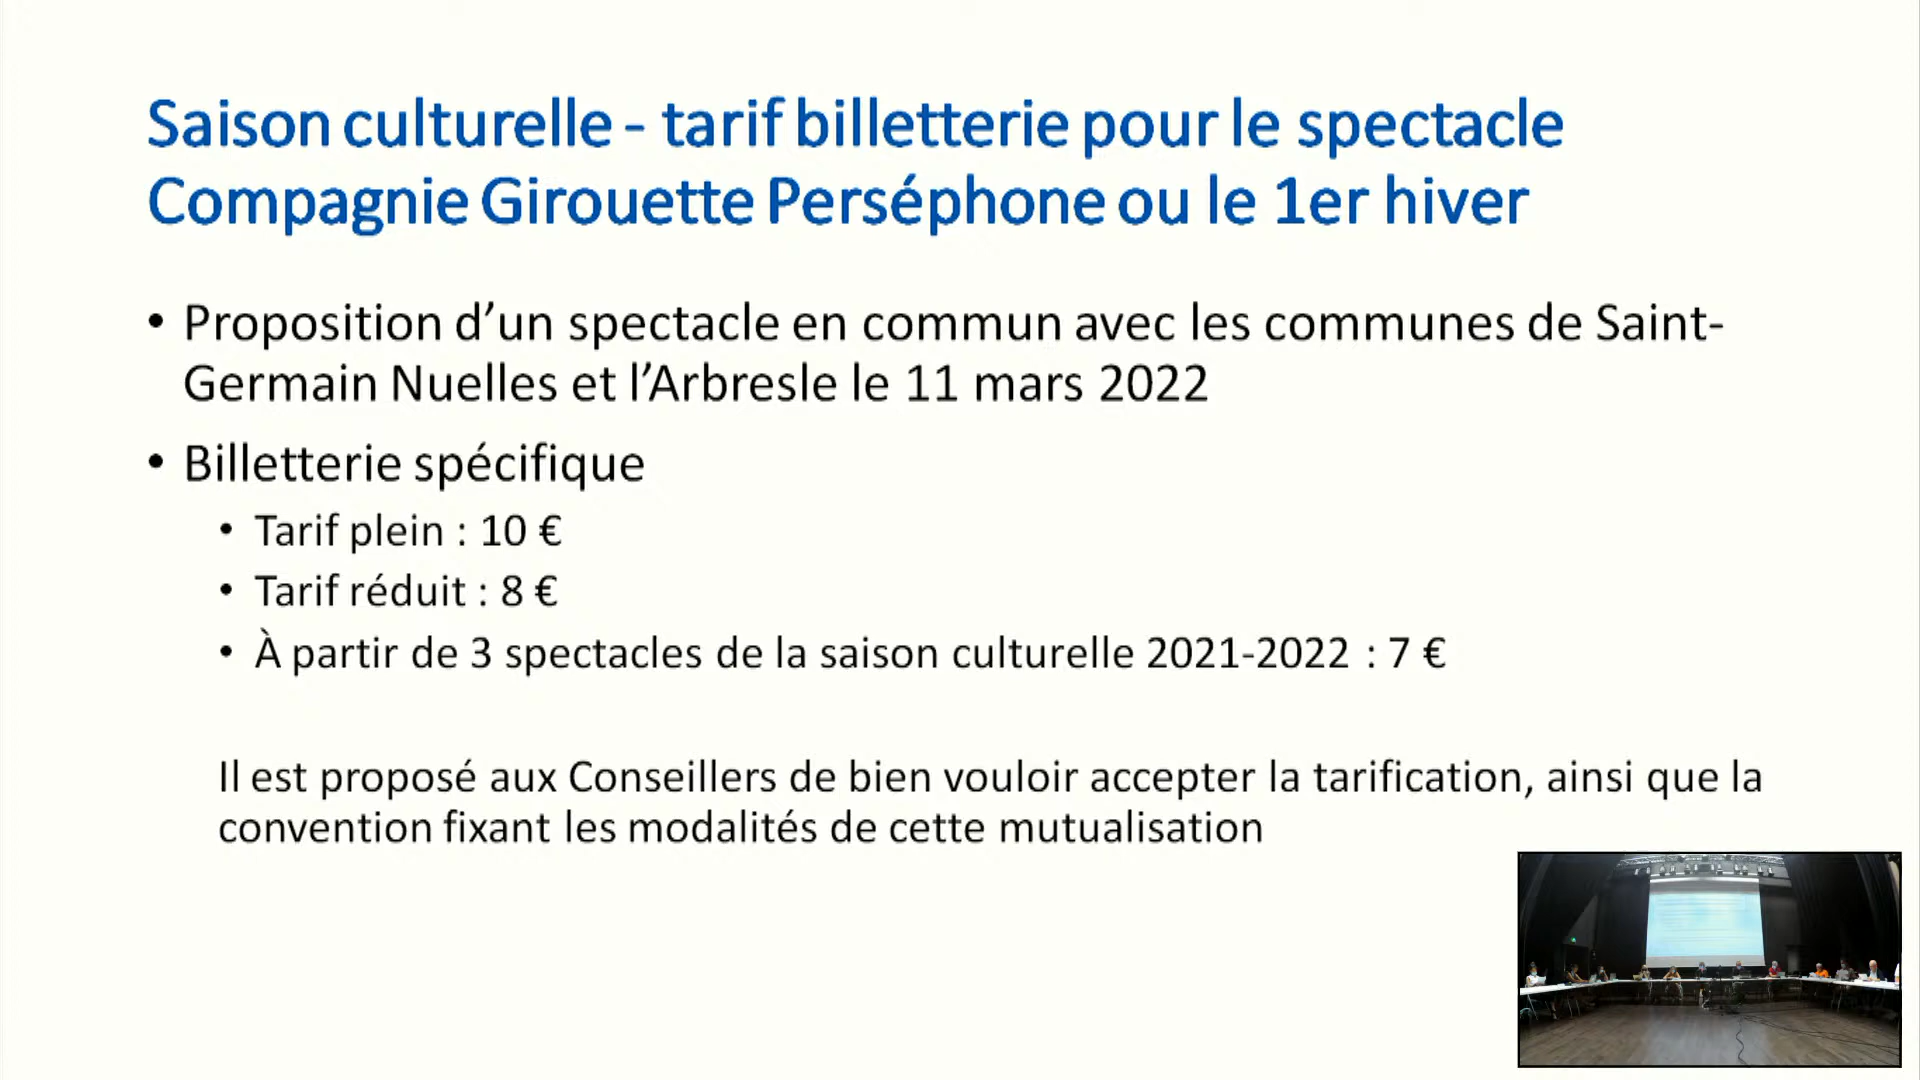 Saison culturelle - tarif billetterie pour le spectacle
Compagnie Girouette Perséphone ou le 1er hiver
• Proposition d’un spectacle en commun avec les communes de Saint-
Germain Nuelles et l’Arbresle le 11 mars 2022
• Billetterie spécifique
• Tarif plein : 10 €
• Tarif réduit : 8 €
• À partir de 3 spectacles de la saison culturelle 2021-2022 : 7 €
Il est proposé aux Conseillers de bien vouloir accepter la tarification, ainsi que la
convention fixant les modalités de cette mutualisation